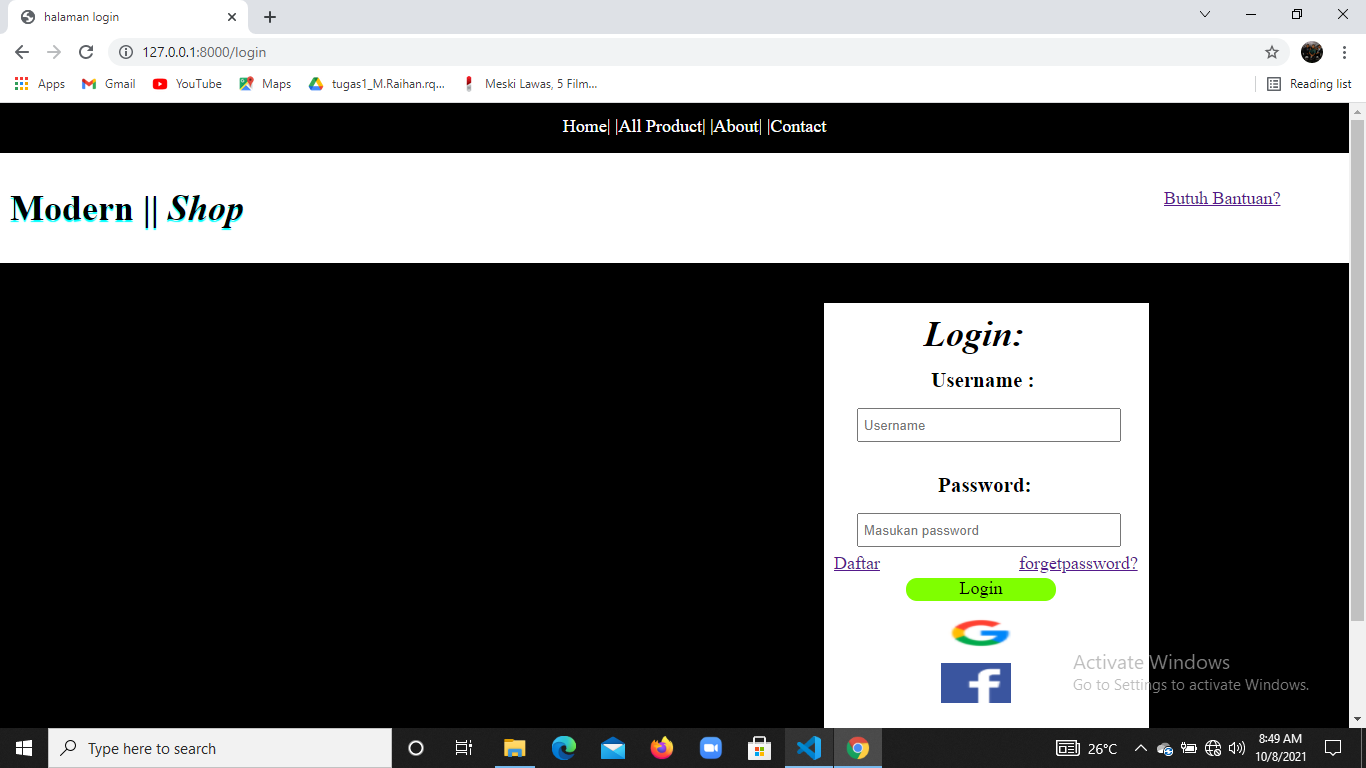 halaman login
127.0.0.1:8000/login
Apps Gmail YouTube Maps tugas1_M.Raihan.rq... Meski Lawas, 5 Film... Reading list
Home| |All Product| |About| |Contact
Modern || Shop
Butuh Bantuan?
Login:
Username :
Username
Password:
Masukan password
Daftar forgetpassword?
Login
Activate Windows
Go to Settings to activate Windows.
Type here to search
26°C
8:49 AM
10/8/2021